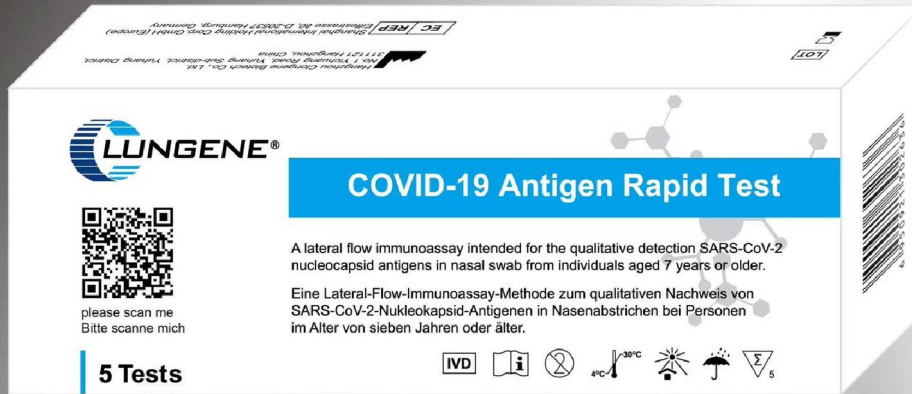 Shanghai International Holding Corp. GmbH (Europe)
Eiffestrasse 80, D-20537 Hamburg, Germany
EC REP
Hangzhou Clongene Biotech Co., Ltd.
No.1 Yichuang Road, Yuhang Sub-district, Yuhang District,
311121 Hangzhou, China
LOT
LUNGENE®
COVID-19 Antigen Rapid Test
A lateral flow immunoassay intended for the qualitative detection SARS-CoV-2
nucleocapsid antigens in nasal swab from individuals aged 7 years or older.
Eine Lateral-Flow-Immunoassay-Methode zum qualitativen Nachweis von
SARS-CoV-2-Nukleokapsid-Antigenen in Nasenabstrichen bei Personen
im Alter von sieben Jahren oder älter.
please scan me
Bitte scanne mich
5 Tests
IVD
i
2
4°C 30°C
Σ 5